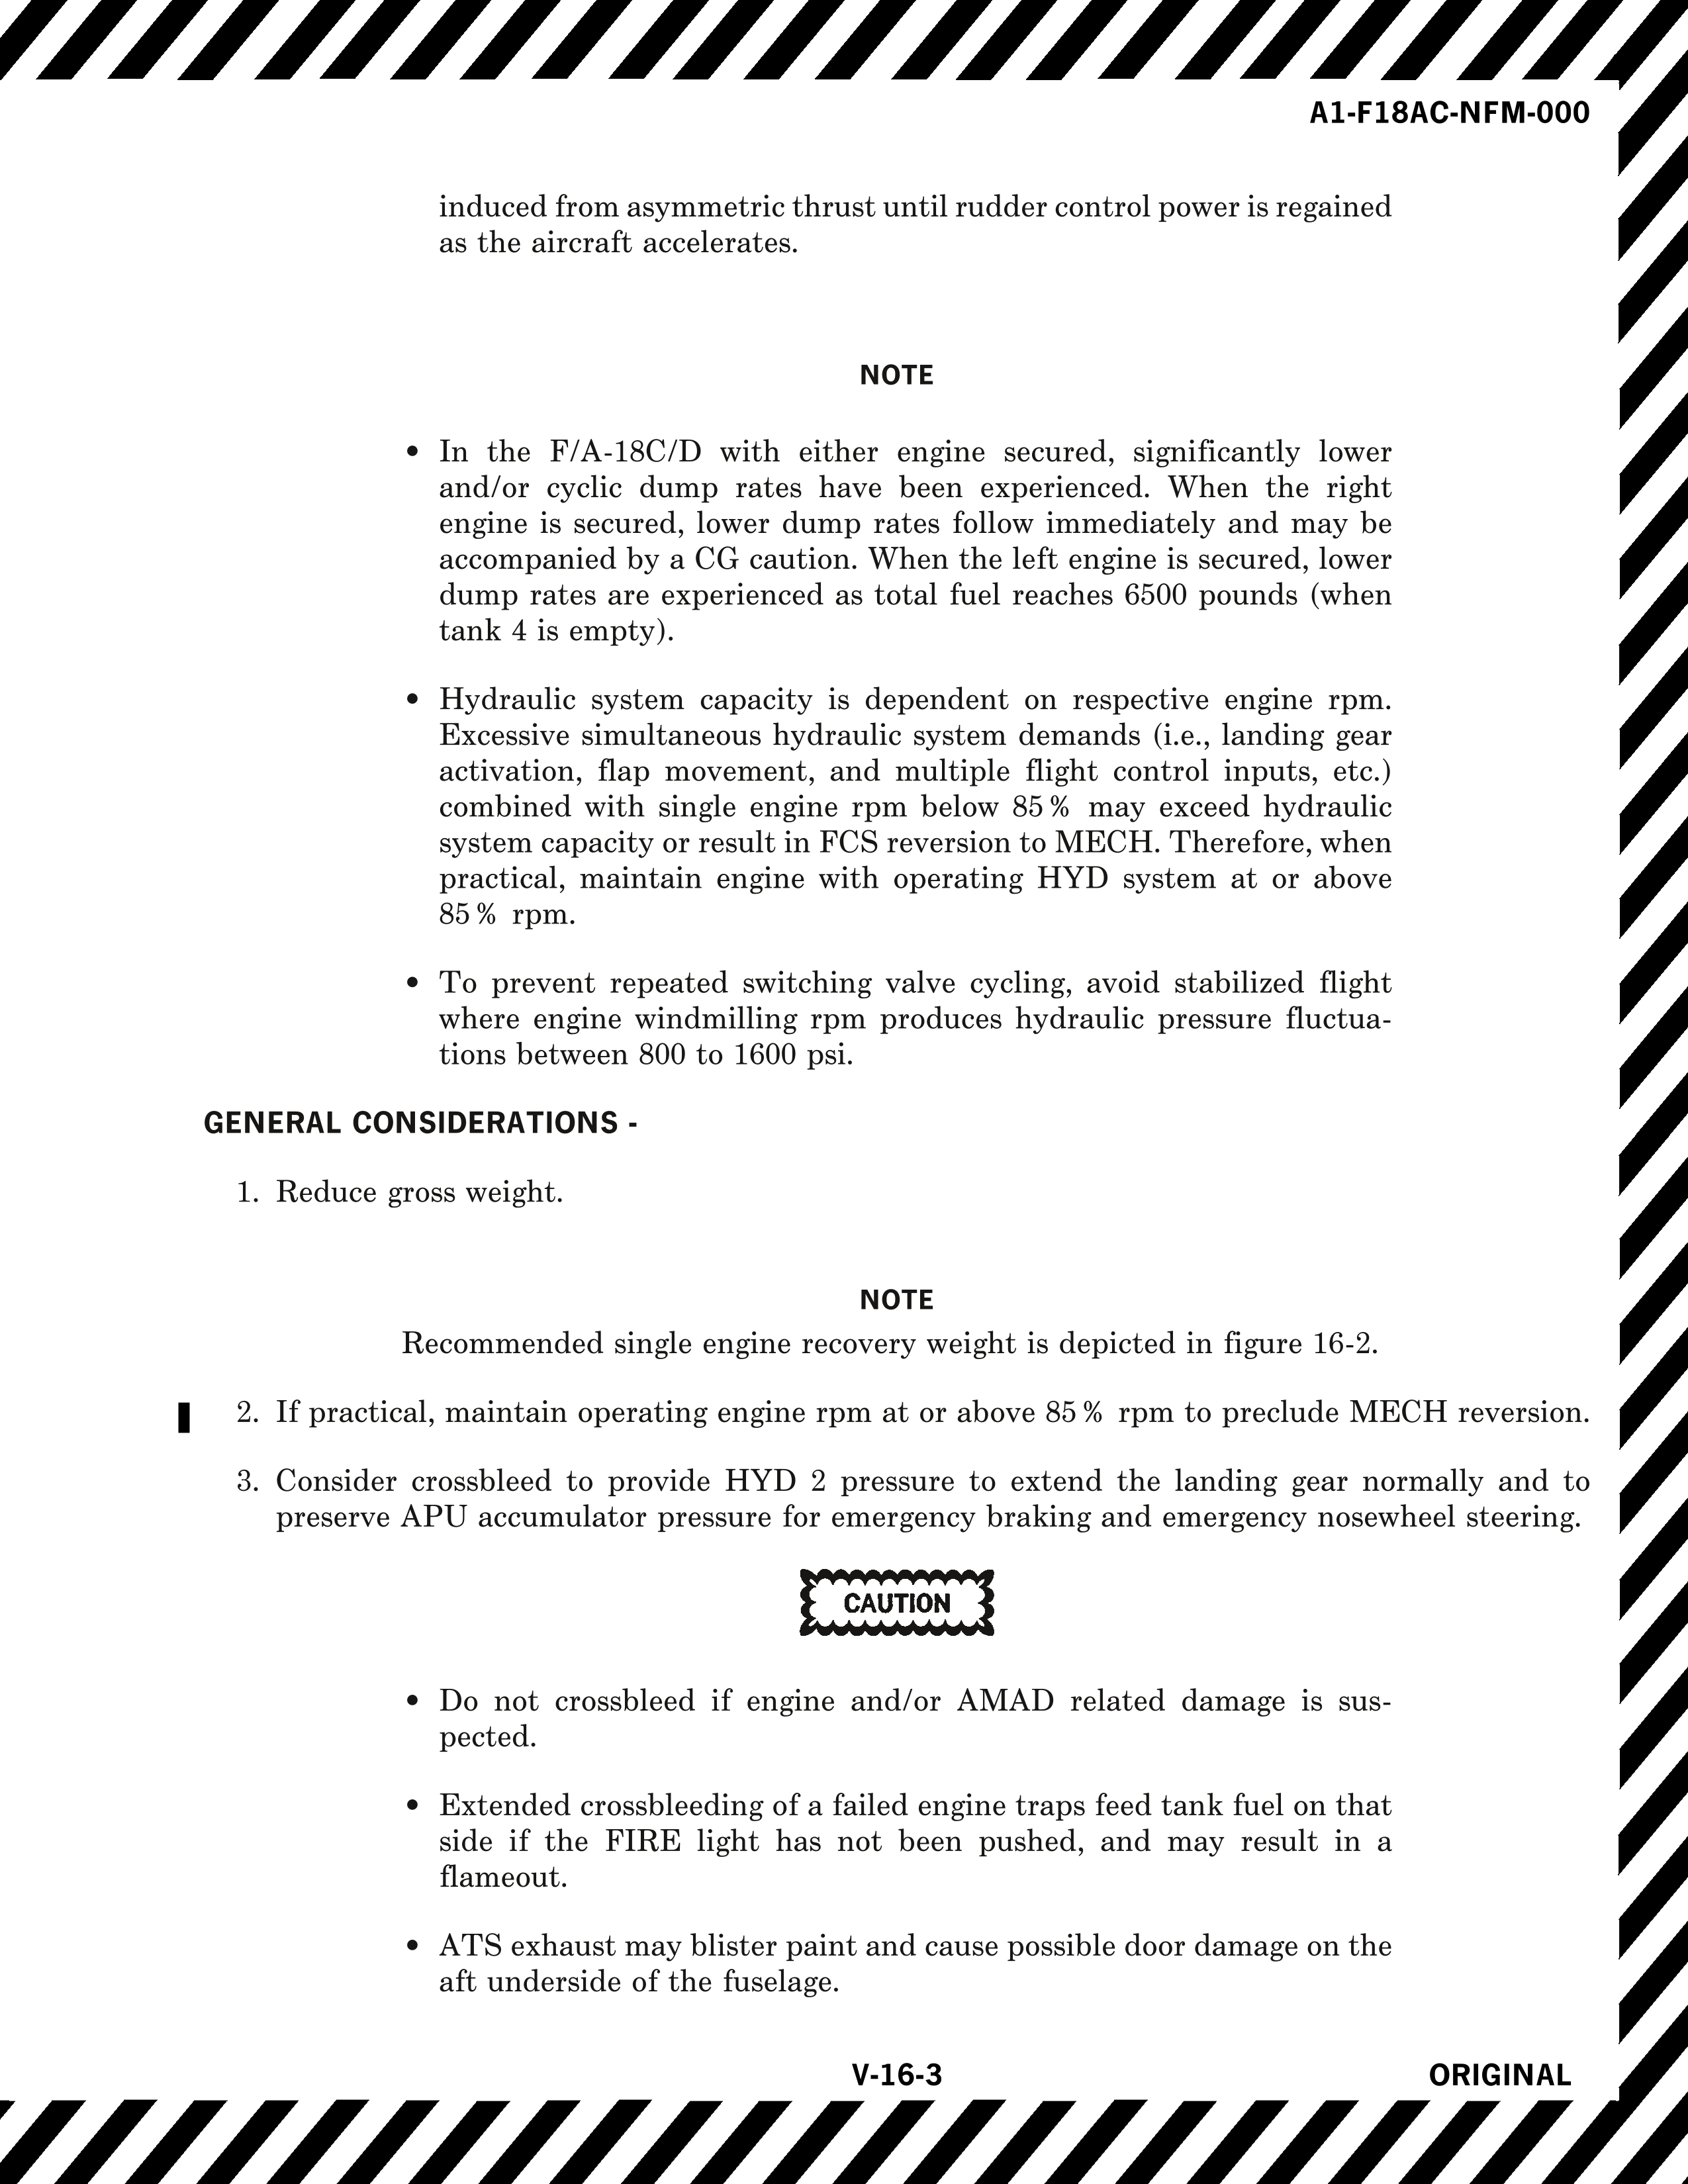 A1-F18AC-NFM-000
induced from asymmetric thrust until rudder control power is regained
as the aircraft accelerates.
NOTE
• In the F/A-18C/D with either engine secured, significantly lower
and/or cyclic dump rates have been experienced. When the right
engine is secured, lower dump rates follow immediately and may be
accompanied by a CG caution. When the left engine is secured, lower
dump rates are experienced as total fuel reaches 6500 pounds (when
tank 4 is empty).
• Hydraulic system capacity is dependent on respective engine rpm.
Excessive simultaneous hydraulic system demands (i.e., landing gear
activation, flap movement, and multiple flight control inputs, etc.)
combined with single engine rpm below 85% may exceed hydraulic
system capacity or result in FCS reversion to MECH. Therefore, when
practical, maintain engine with operating HYD system at or above
85% rpm.
• To prevent repeated switching valve cycling, avoid stabilized flight
where engine windmilling rpm produces hydraulic pressure fluctua-
tions between 800 to 1600 psi.
GENERAL CONSIDERATIONS -
1. Reduce gross weight.
NOTE
Recommended single engine recovery weight is depicted in figure 16-2.
2. If practical, maintain operating engine rpm at or above 85% rpm to preclude MECH reversion.
3. Consider crossbleed to provide HYD 2 pressure to extend the landing gear normally and to
preserve APU accumulator pressure for emergency braking and emergency nosewheel steering.
CAUTION
• Do not crossbleed if engine and/or AMAD related damage is sus-
pected.
• Extended crossbleeding of a failed engine traps feed tank fuel on that
side if the FIRE light has not been pushed, and may result in a
flameout.
• ATS exhaust may blister paint and cause possible door damage on the
aft underside of the fuselage.
V-16-3
ORIGINAL